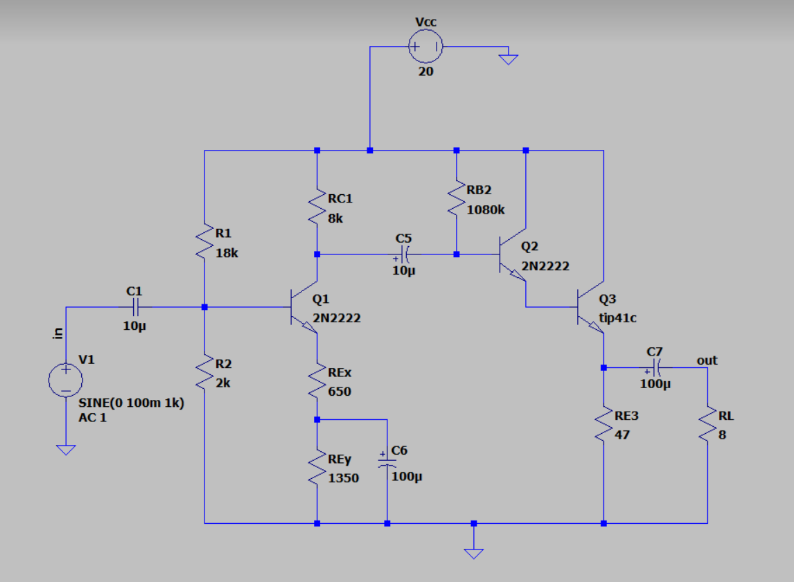 Vcc
20
RC1
8k
RB2
1080k
R1
18k
C5
10µ
Q2
2N2222
C1
10µ
Q1
2N2222
Q3
tip41c
in
V1
SINE(0 100m 1k)
AC 1
R2
2k
REx
650
C7
100µ
out
RE3
47
RL
8
REy
1350
C6
100µ